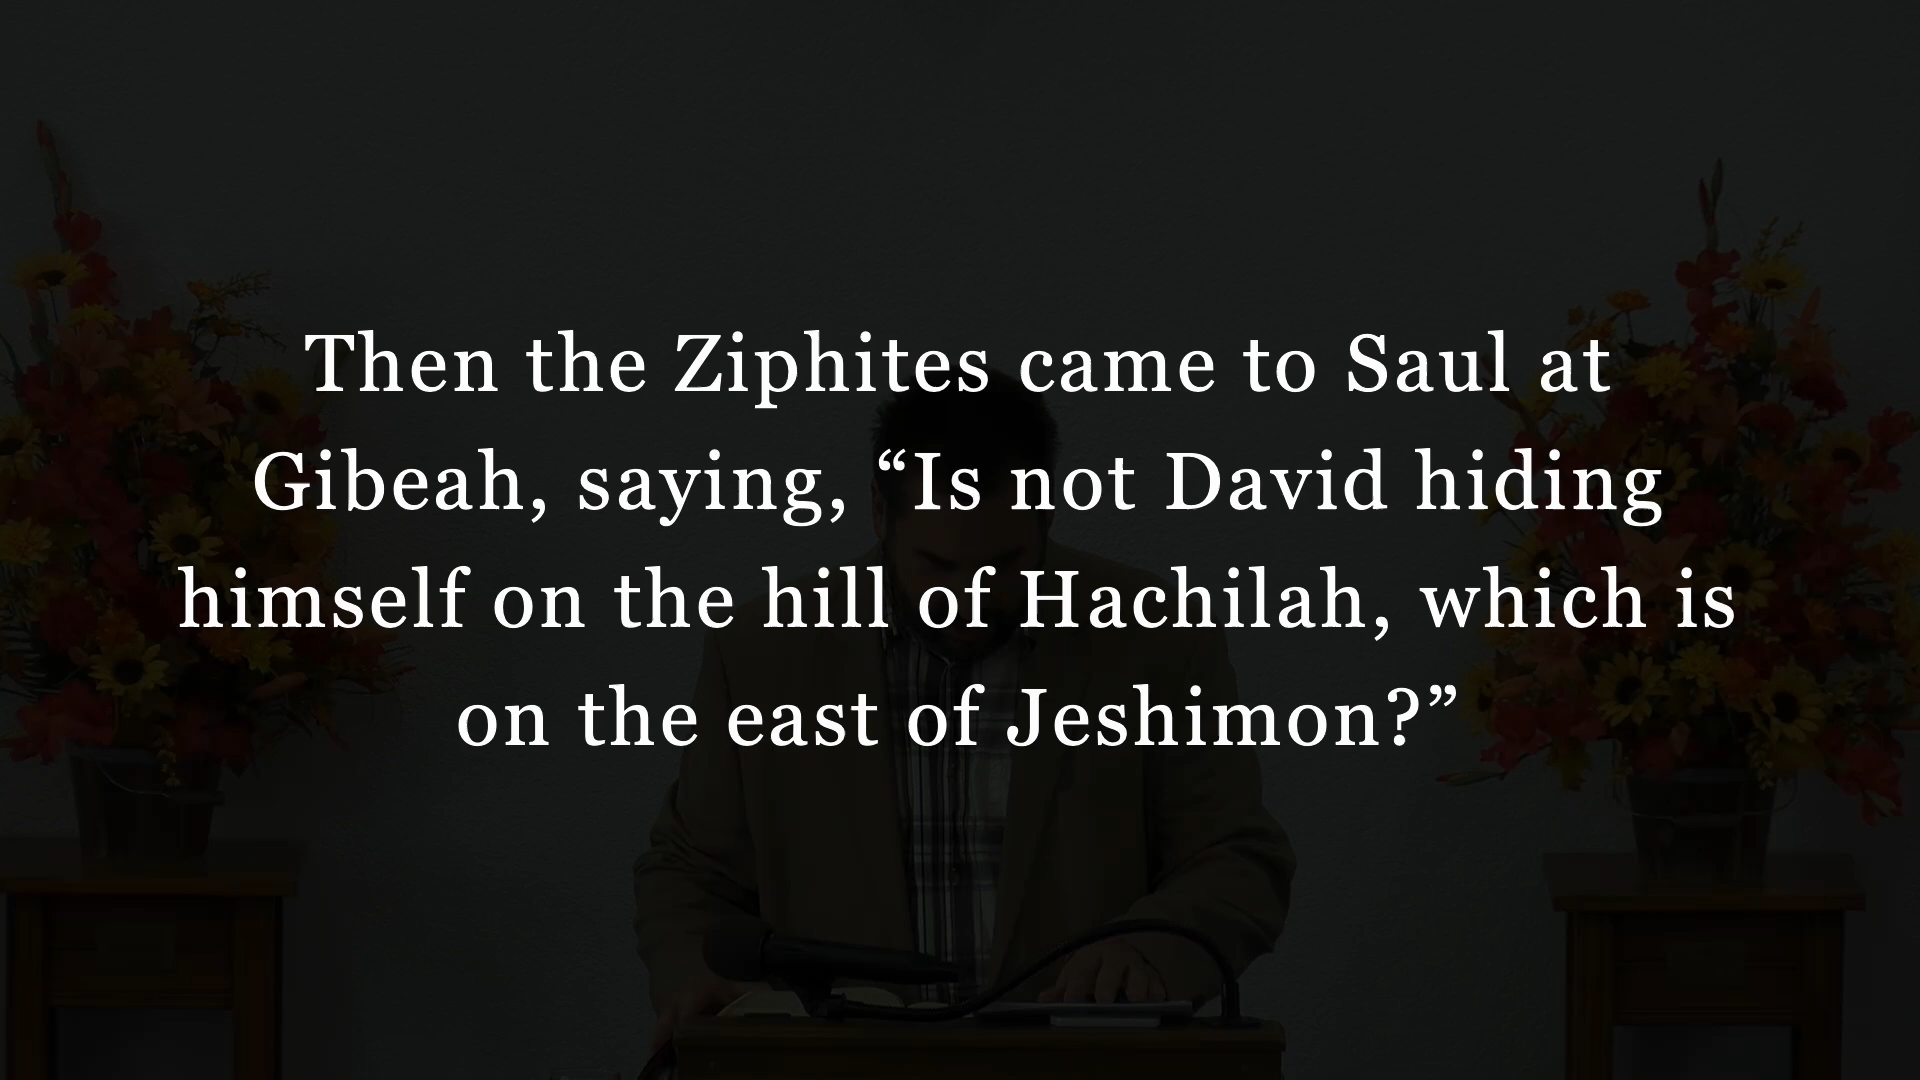 Then the Ziphites came to Saul at
Gibeah, saying, “Is not David hiding
himself on the hill of Hachilah, which is
on the east of Jeshimon?”